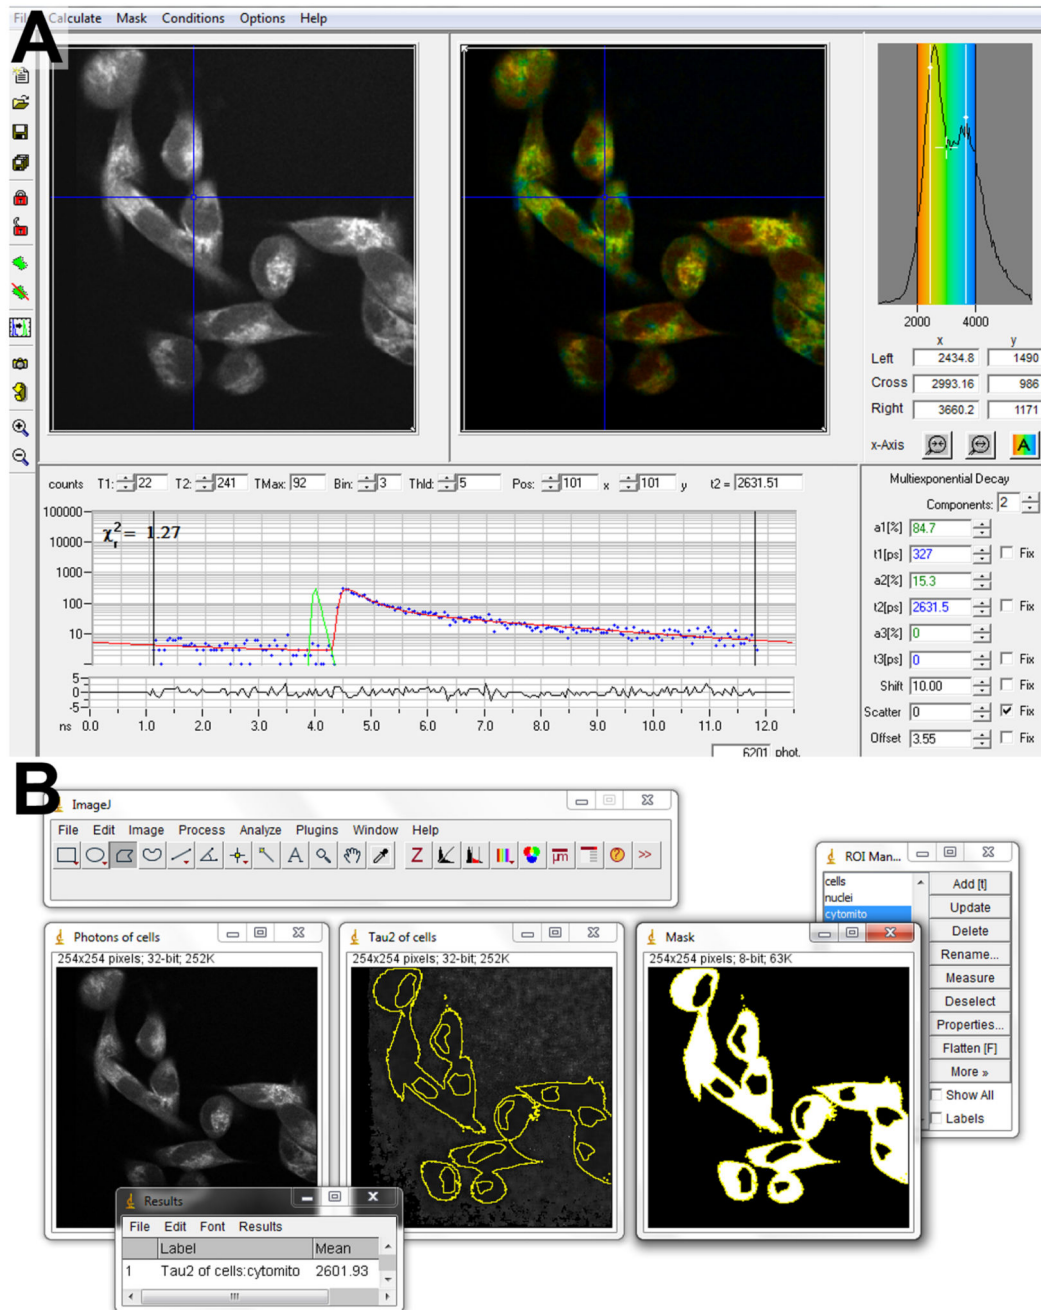 A
File Calculate Mask Conditions Options Help
2000 4000
x y
Left 2434.8 1490
Cross 2993.16 986
Right 3660.2 1171
x-Axis A
counts T1: 22 T2: 241 TMax: 92 Bin: 3 Thld: 5 Pos: 101 x 101 y t2 = 2631.51
Multiexponential Decay
Components: 2
a1[%] 84.7
t1[ps] 327 Fix
a2[%] 15.3
t2[ps] 2631.5 Fix
a3[%] 0
t3[ps] 0 Fix
Shift 10.00 Fix
Scatter 0 Fix
Offset 3.55 Fix
χ²r = 1.27
100000
10000
1000
100
10
5
0
-5
ns 0.0 1.0 2.0 3.0 4.0 5.0 6.0 7.0 8.0 9.0 10.0 11.0 12.0
6201 phot.
B
ImageJ
File Edit Image Process Analyze Plugins Window Help
A Z µm >>
ROI Man...
cells
nuclei
cytomito
Add [t]
Update
Delete
Rename...
Measure
Deselect
Properties...
Flatten [F]
More »
Show All
Labels
Photons of cells
254x254 pixels; 32-bit; 252K
Tau2 of cells
254x254 pixels; 32-bit; 252K
Mask
254x254 pixels; 8-bit; 63K
Results
File Edit Font Results
Label Mean
1 Tau2 of cells:cytomito 2601.93